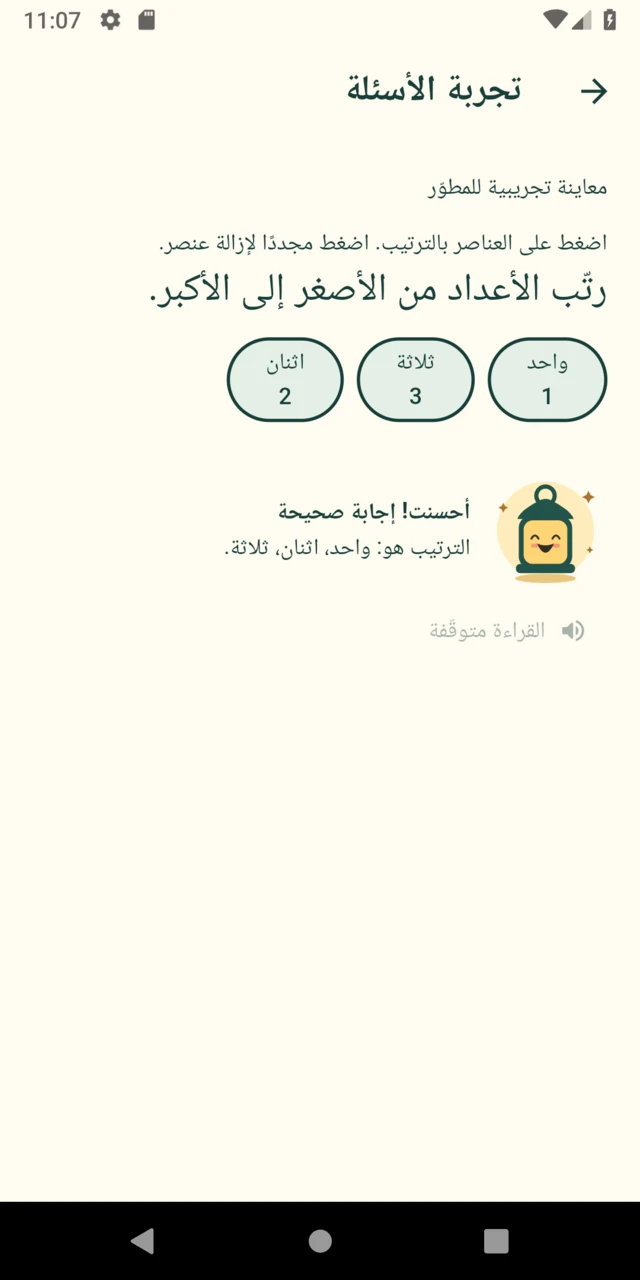 11:07
تجربة الأسئلة
معاينة تجريبية للمطوّر
اضغط على العناصر بالترتيب. اضغط مجددًا لإزالة عنصر.
رتّب الأعداد من الأصغر إلى الأكبر.
واحد
1
ثلاثة
3
اثنان
2
أحسنت! إجابة صحيحة
الترتيب هو: واحد، اثنان، ثلاثة.
القراءة متوقّفة